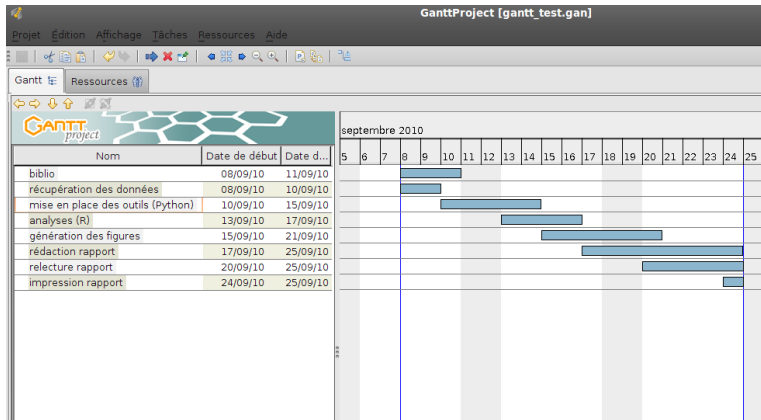 GanttProject [gantt_test.gan]
Projet Édition Affichage Tâches Ressources Aide
Gantt Ressources
GANTT project
septembre 2010
Nom Date de début Date d... 5 6 7 8 9 10 11 12 13 14 15 16 17 18 19 20 21 22 23 24 25
biblio 08/09/10 11/09/10
récupération des données 08/09/10 10/09/10
mise en place des outils (Python) 10/09/10 15/09/10
analyses (R) 13/09/10 17/09/10
génération des figures 15/09/10 21/09/10
rédaction rapport 17/09/10 25/09/10
relecture rapport 20/09/10 25/09/10
impression rapport 24/09/10 25/09/10